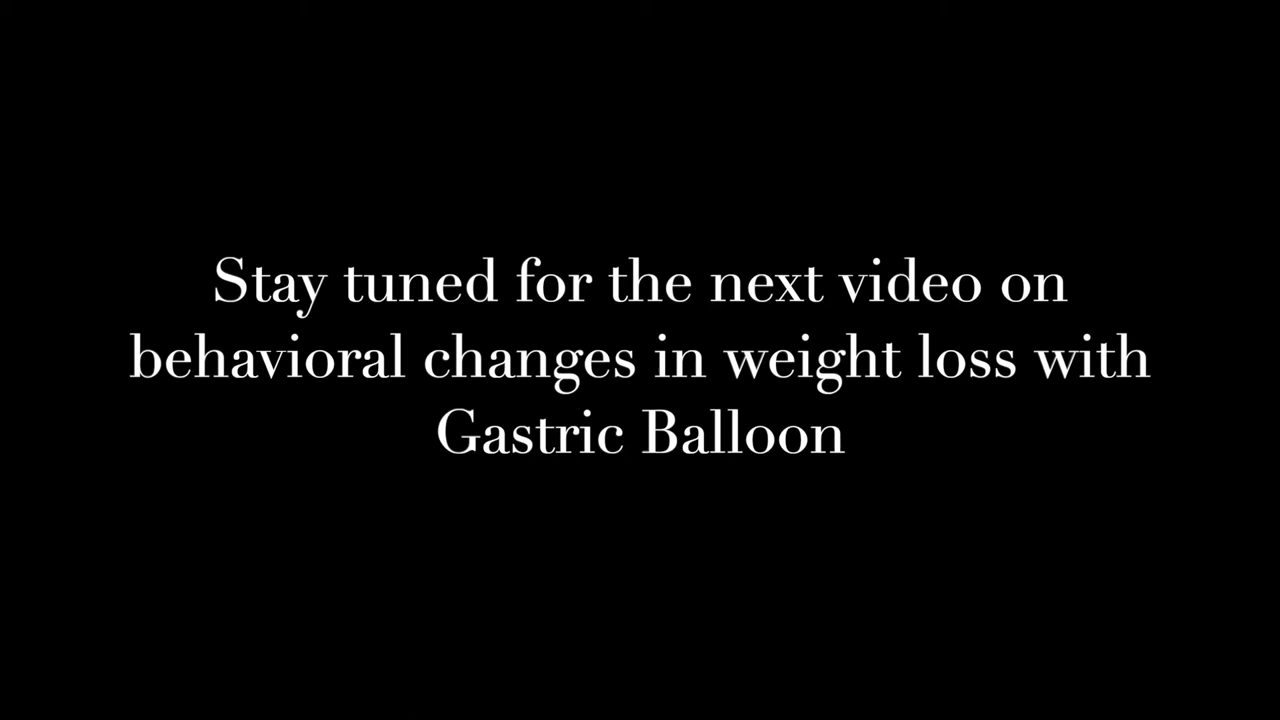 Stay tuned for the next video on
behavioral changes in weight loss with
Gastric Balloon